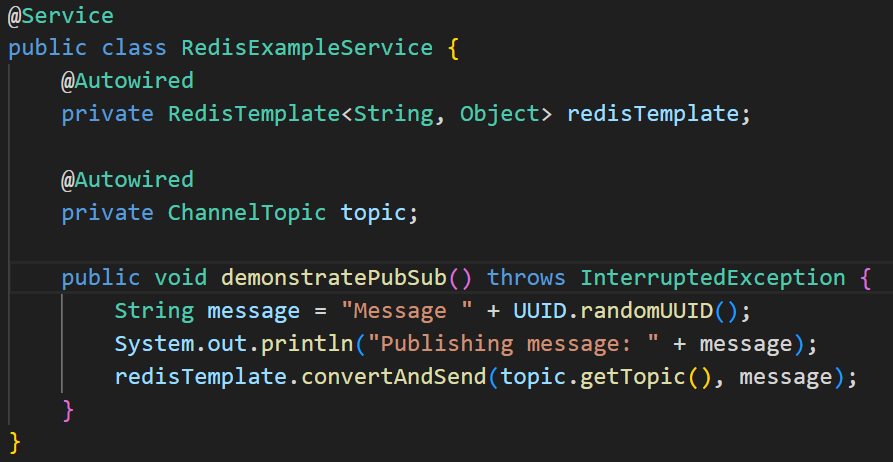 @Service
public class RedisExampleService {
    @Autowired
    private RedisTemplate<String, Object> redisTemplate;

    @Autowired
    private ChannelTopic topic;

    public void demonstratePubSub() throws InterruptedException {
        String message = "Message " + UUID.randomUUID();
        System.out.println("Publishing message: " + message);
        redisTemplate.convertAndSend(topic.getTopic(), message);
    }
}